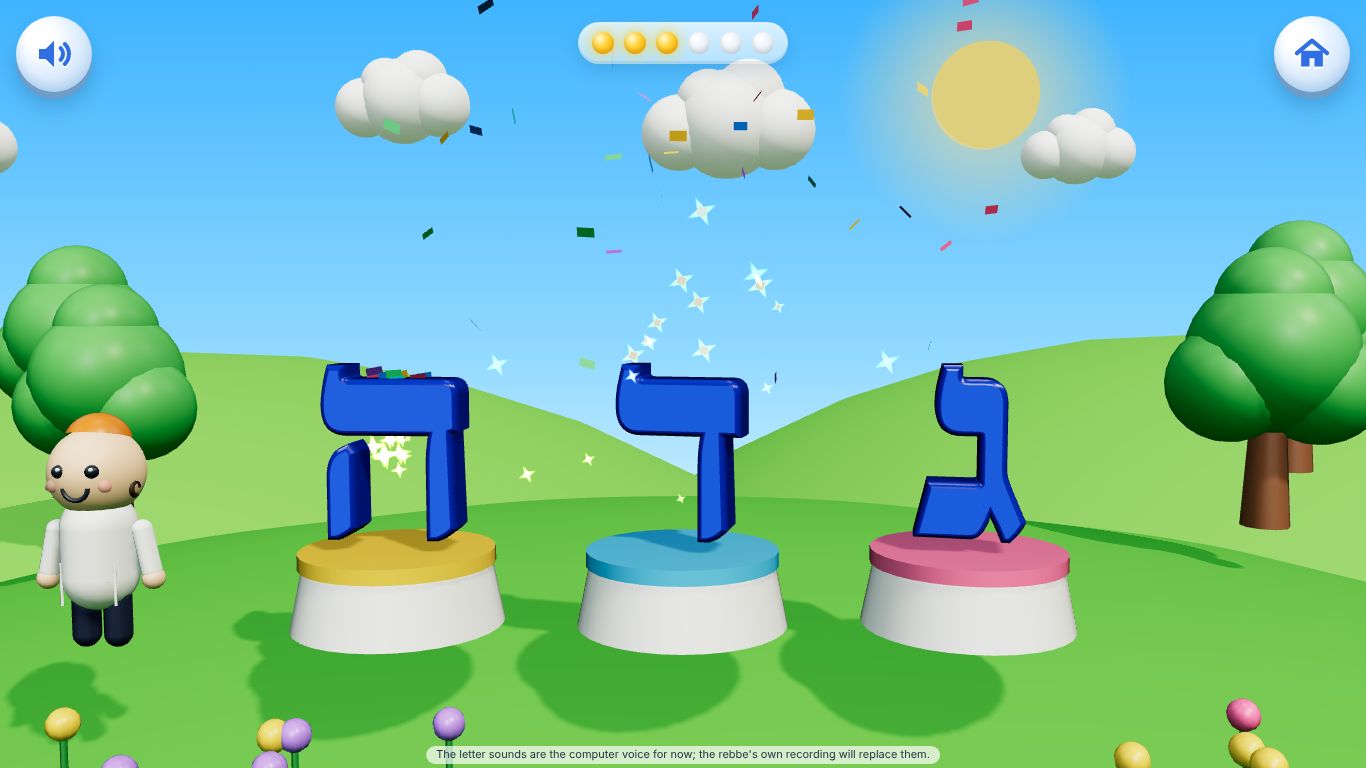 ה ד ג
The letter sounds are the computer voice for now; the rebbe's own recording will replace them.